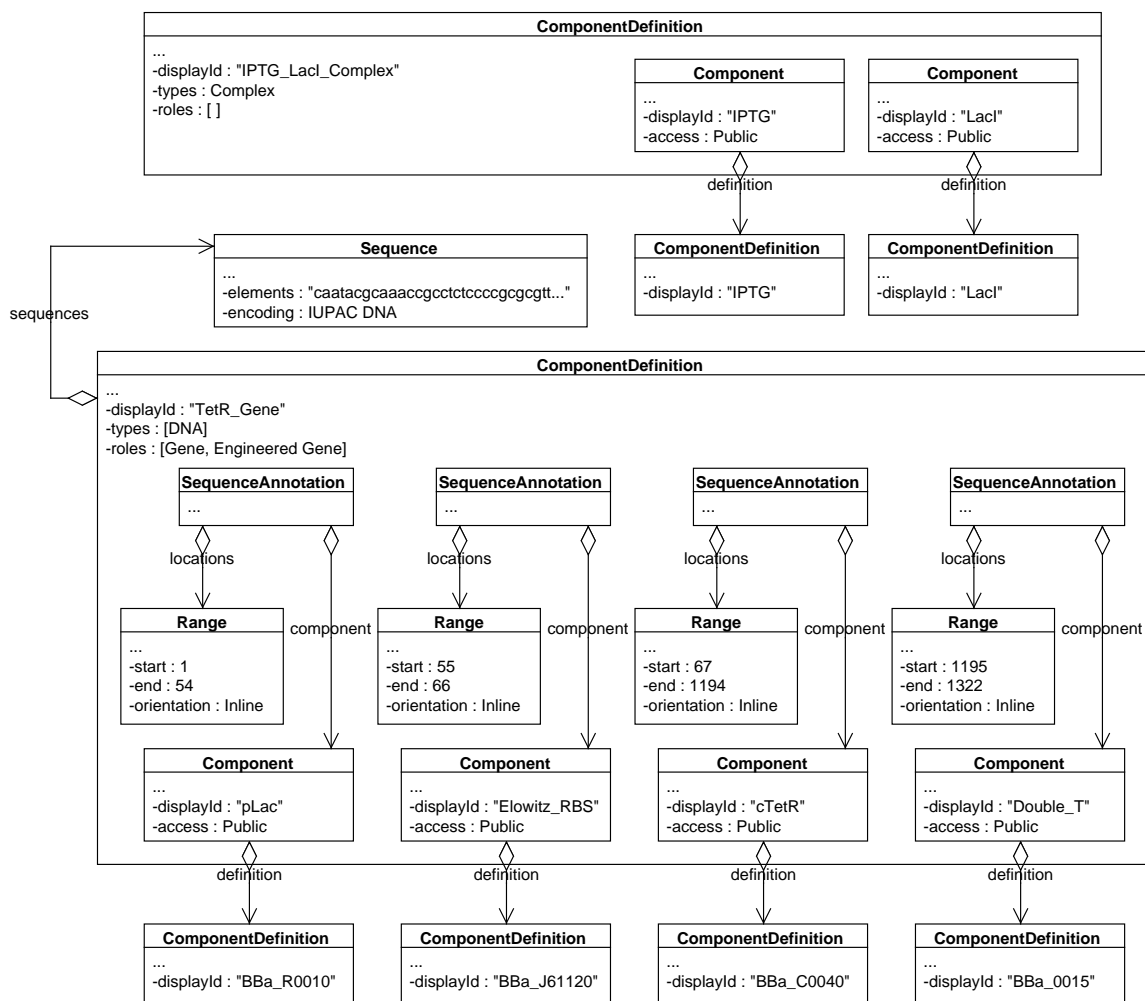 ComponentDefinition
...
-displayId : "IPTG_LacI_Complex"
-types : Complex
-roles : [ ]
Component
...
-displayId : "IPTG"
-access : Public
Component
...
-displayId : "LacI"
-access : Public
definition
definition
ComponentDefinition
...
-displayId : "IPTG"
ComponentDefinition
...
-displayId : "LacI"
Sequence
...
-elements : "caatacgcaaaccgcctctccccgcgcgtt..."
-encoding : IUPAC DNA
sequences
ComponentDefinition
...
-displayId : "TetR_Gene"
-types : [DNA]
-roles : [Gene, Engineered Gene]
SequenceAnnotation
...
SequenceAnnotation
...
SequenceAnnotation
...
SequenceAnnotation
...
locations
locations
locations
locations
Range
...
-start : 1
-end : 54
-orientation : Inline
component
Range
...
-start : 55
-end : 66
-orientation : Inline
component
Range
...
-start : 67
-end : 1194
-orientation : Inline
component
Range
...
-start : 1195
-end : 1322
-orientation : Inline
component
Component
...
-displayId : "pLac"
-access : Public
Component
...
-displayId : "Elowitz_RBS"
-access : Public
Component
...
-displayId : "cTetR"
-access : Public
Component
...
-displayId : "Double_T"
-access : Public
definition
definition
definition
definition
ComponentDefinition
...
-displayId : "BBa_R0010"
ComponentDefinition
...
-displayId : "BBa_J61120"
ComponentDefinition
...
-displayId : "BBa_C0040"
ComponentDefinition
...
-displayId : "BBa_0015"